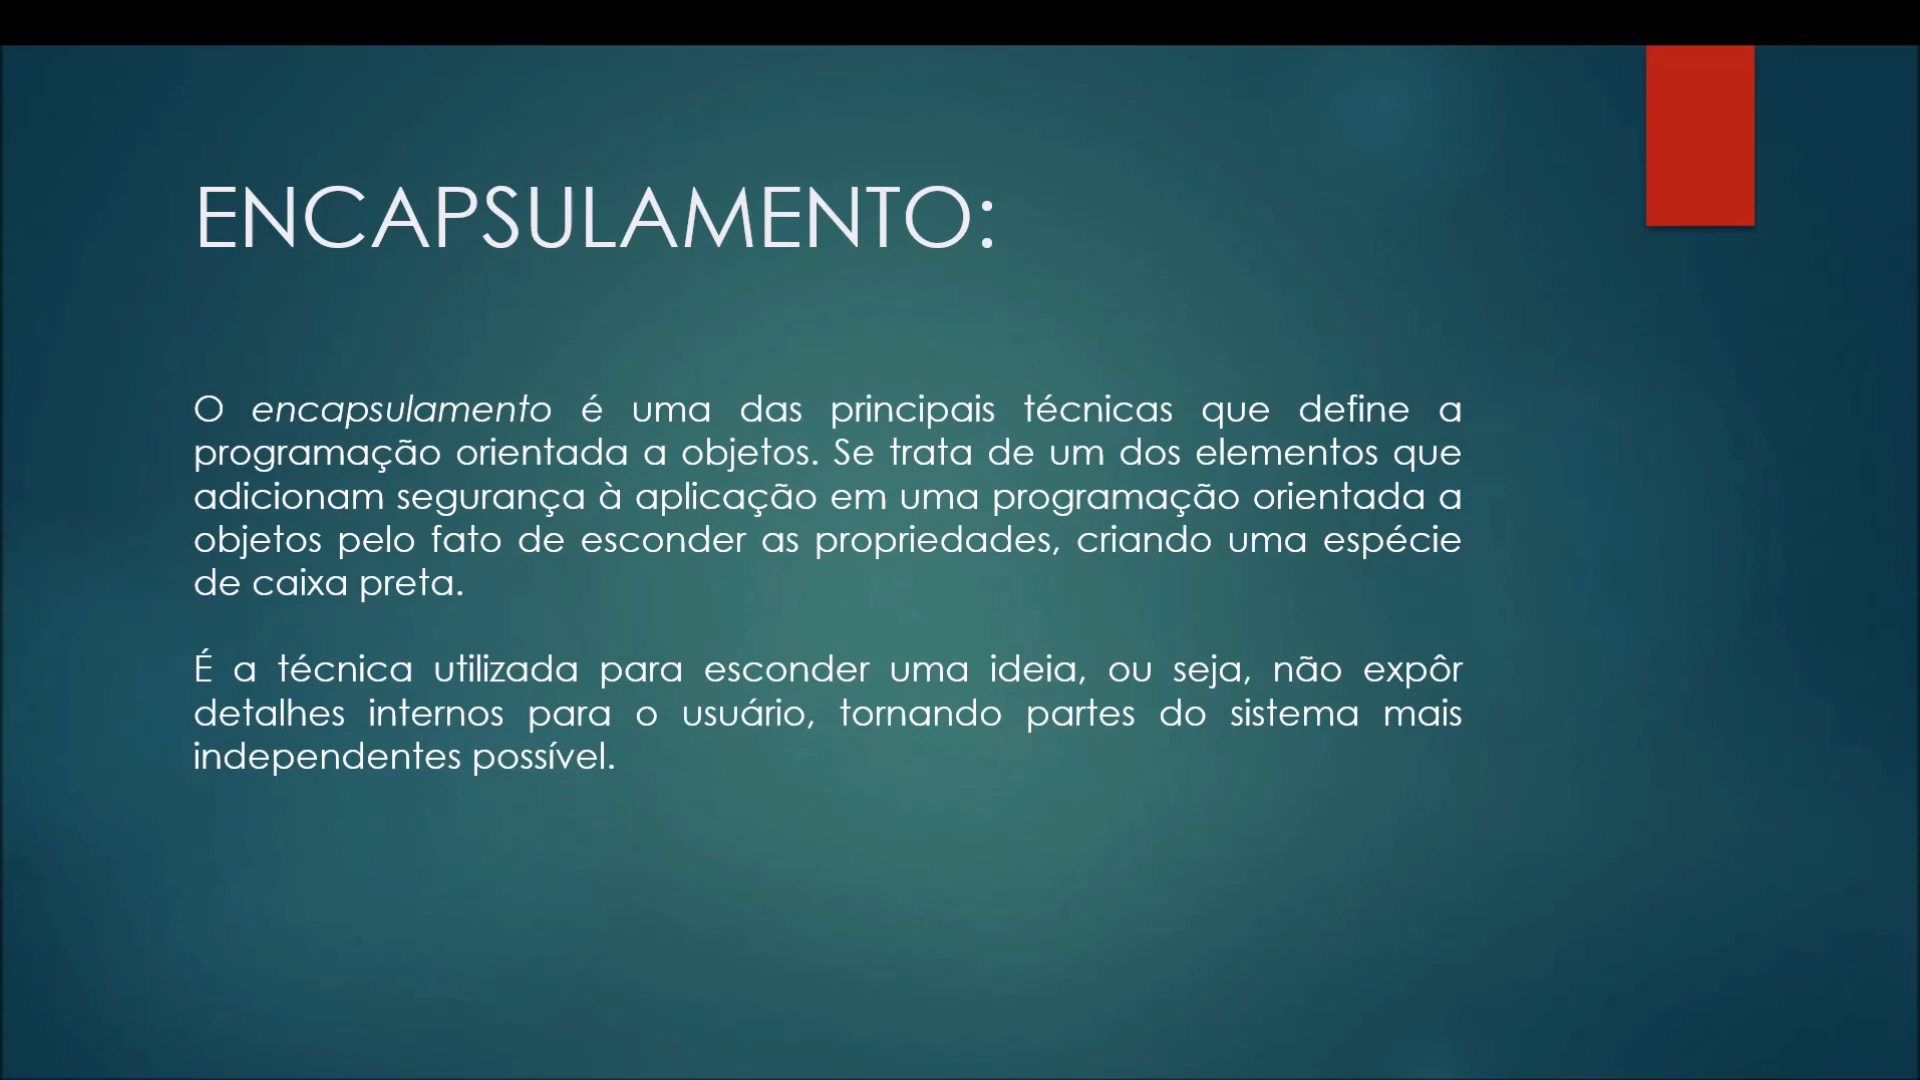 ENCAPSULAMENTO:
O encapsulamento é uma das principais técnicas que define a
programação orientada a objetos. Se trata de um dos elementos que
adicionam segurança à aplicação em uma programação orientada a
objetos pelo fato de esconder as propriedades, criando uma espécie
de caixa preta.
É a técnica utilizada para esconder uma ideia, ou seja, não expôr
detalhes internos para o usuário, tornando partes do sistema mais
independentes possível.